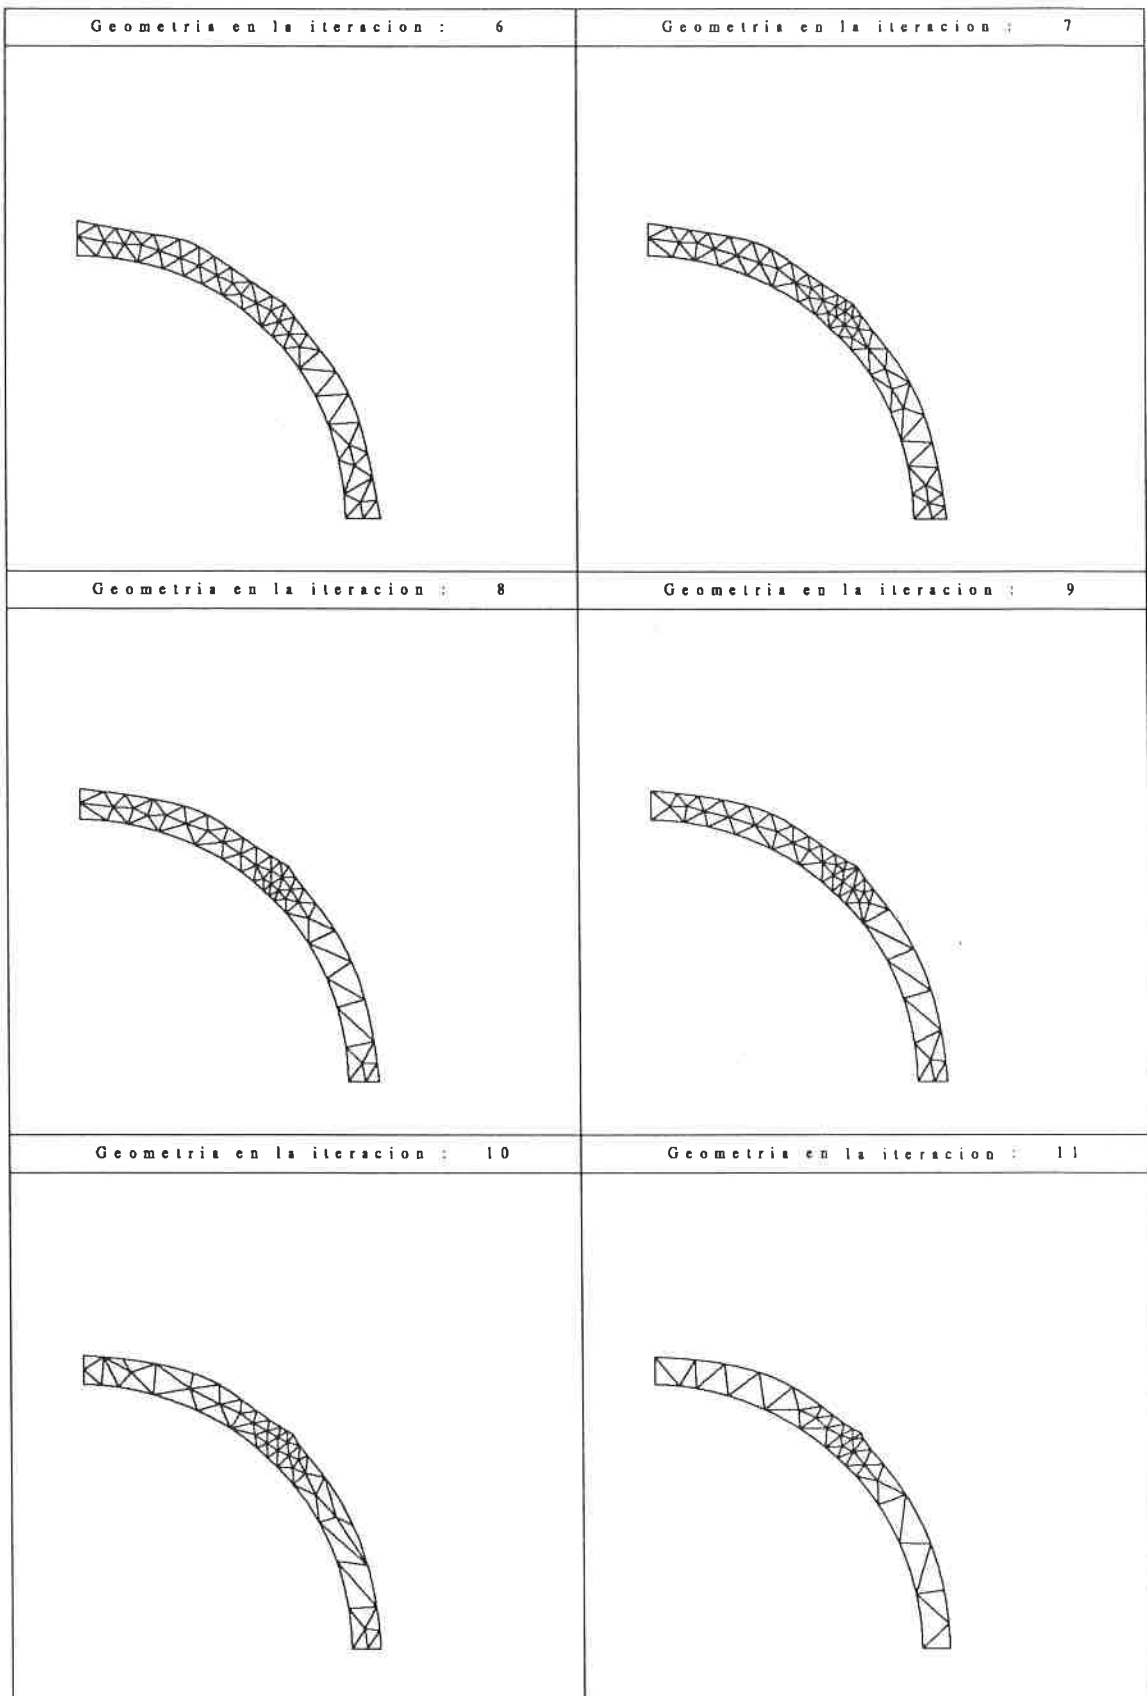 Geometria en la iteracion : 6
Geometria en la iteracion : 7
Geometria en la iteracion : 8
Geometria en la iteracion : 9
Geometria en la iteracion : 10
Geometria en la iteracion : 11